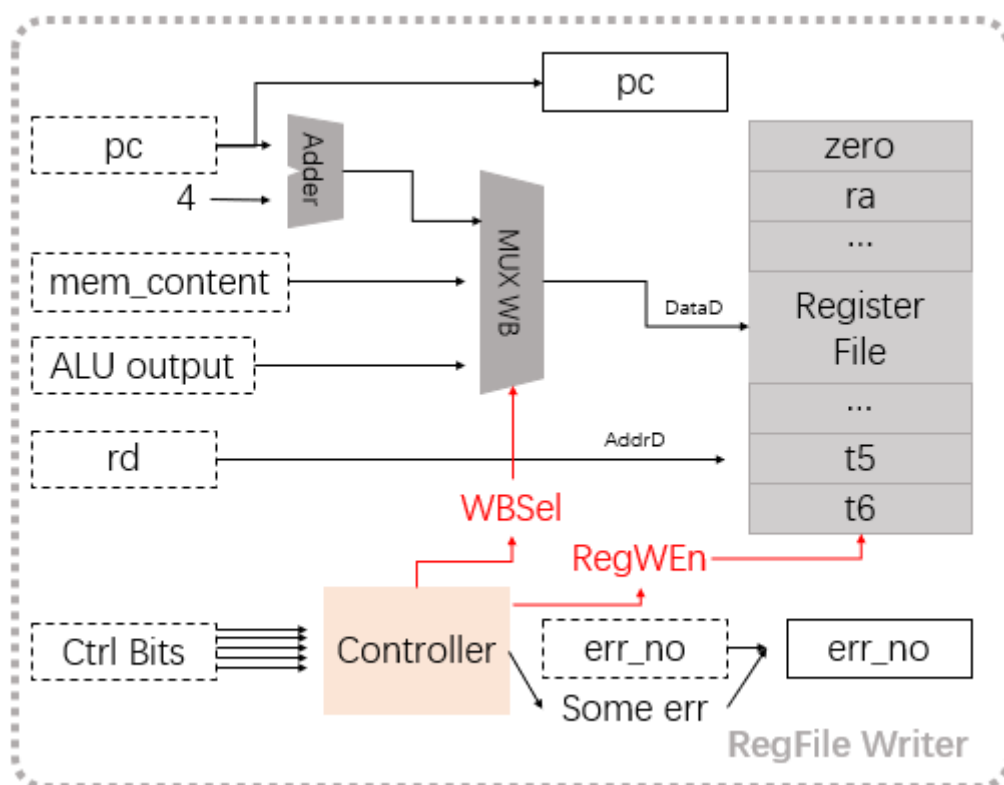 pc
pc
Adder
4
zero
ra
...
mem_content
MUX WB
DataD
Register
File
ALU output
...
rd
AddrD
t5
t6
WBSel
RegWEn
Ctrl Bits
Controller
err_no
err_no
Some err
RegFile Writer